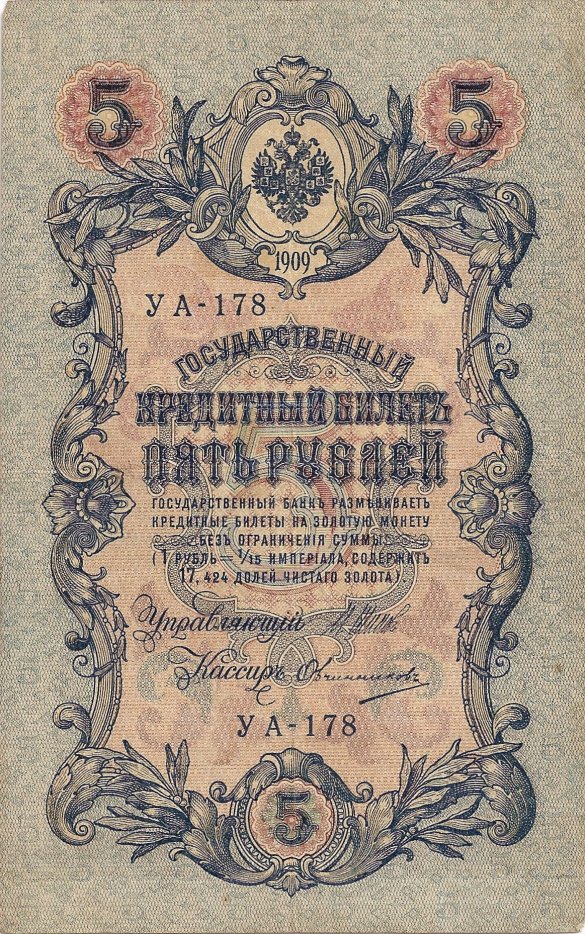 5 5
1909
УА-178
ГОСУДАРСТВЕННЫЙ
КРЕДИТНЫЙ БИЛЕТЪ
ПЯТЬ РУБЛЕЙ
ГОСУДАРСТВЕННЫЙ БАНКЪ РАЗМѢНИВАЕТЪ
КРЕДИТНЫЕ БИЛЕТЫ НА ЗОЛОТУЮ МОНЕТУ
БЕЗЪ ОГРАНИЧЕНІЯ СУММЫ
(1 РУБЛЬ = 1/15 ИМПЕРІАЛА, СОДЕРЖИТЪ
17,424 ДОЛЕЙ ЧИСТАГО ЗОЛОТА).
Управляющій
Кассиръ Овчинниковъ
УА-178
5